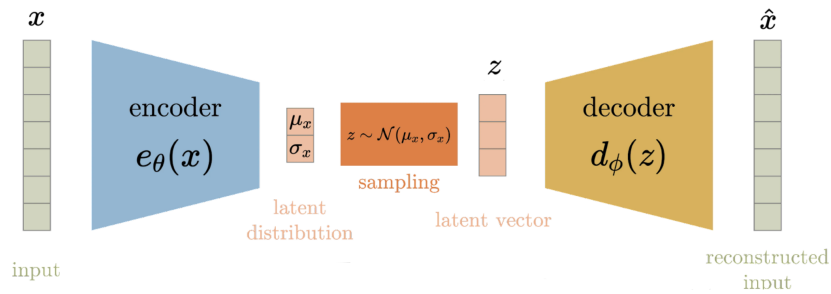 x
encoder
e_θ(x)
μ_x
σ_x
z ∼ N(μ_x, σ_x)
sampling
z
decoder
d_ϕ(z)
x̂
latent
distribution
latent vector
input
reconstructed
input